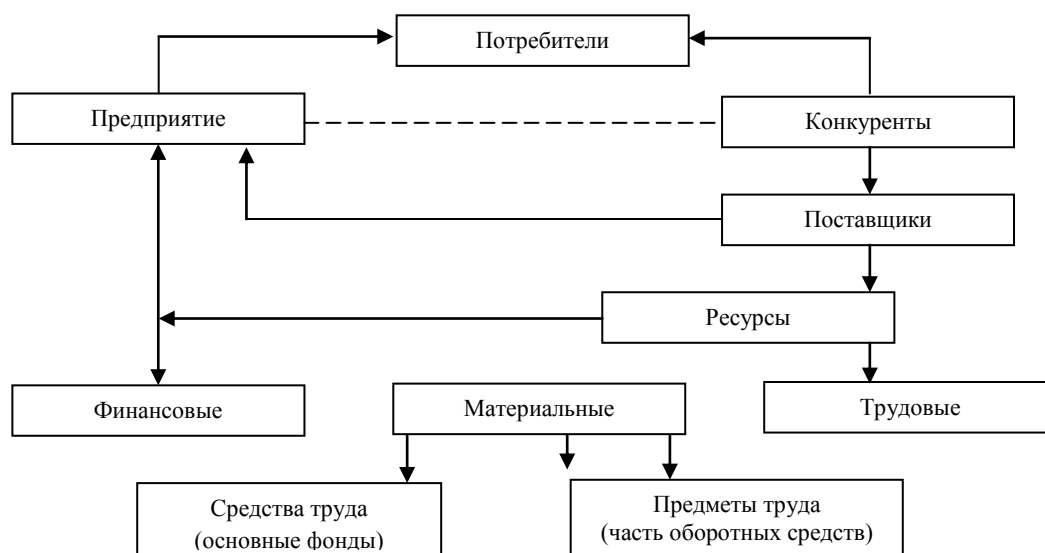 Потребители
Предприятие
Конкуренты
Поставщики
Ресурсы
Финансовые
Материальные
Трудовые
Средства труда
(основные фонды)
Предметы труда
(часть оборотных средств)